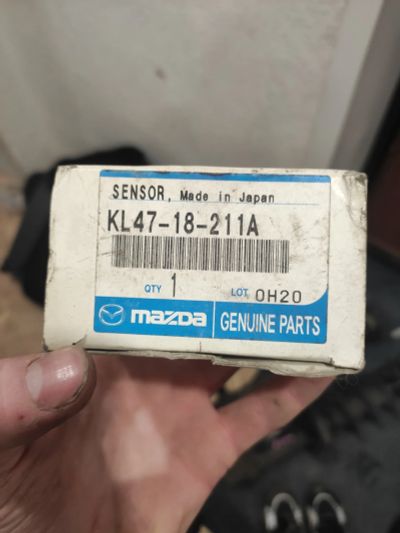 SENSOR, Made in Japan
KL47-18-211A
QTY 1 LOT 0H20
mazda GENUINE PARTS